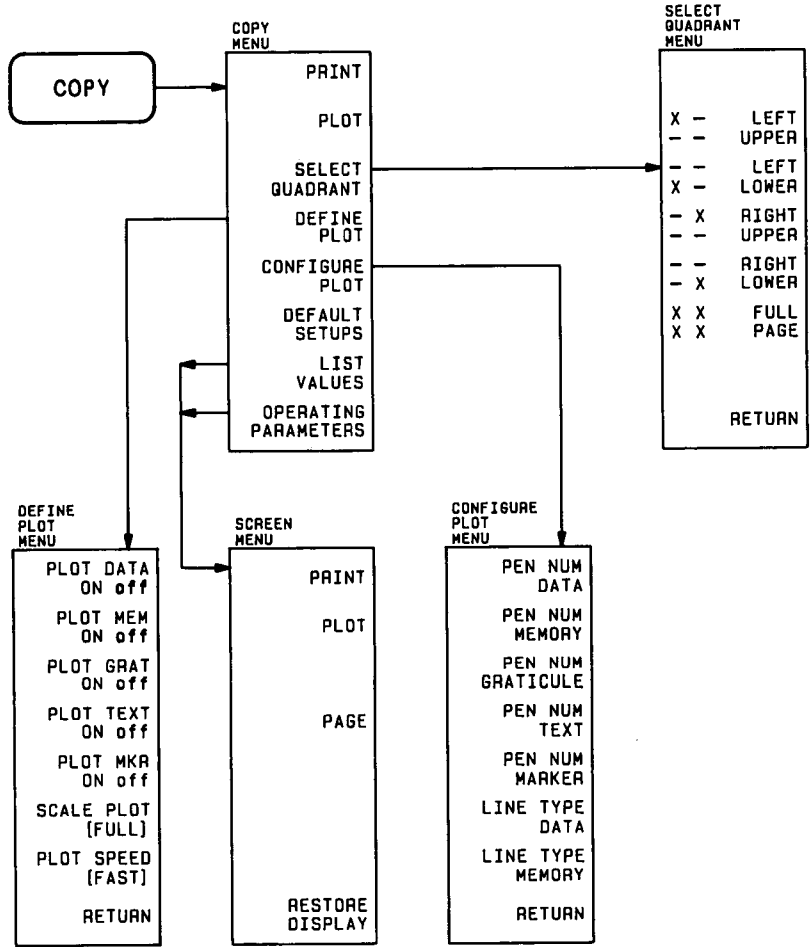 COPY
COPY
MENU
PRINT
PLOT
SELECT
QUADRANT
DEFINE
PLOT
CONFIGURE
PLOT
DEFAULT
SETUPS
LIST
VALUES
OPERATING
PARAMETERS
SELECT
QUADRANT
MENU
X - LEFT
- - UPPER
- - LEFT
X - LOWER
- X RIGHT
- - UPPER
- - RIGHT
- X LOWER
X X FULL
X X PAGE
RETURN
DEFINE
PLOT
MENU
PLOT DATA
ON off
PLOT MEM
ON off
PLOT GRAT
ON off
PLOT TEXT
ON off
PLOT MKR
ON off
SCALE PLOT
[FULL]
PLOT SPEED
[FAST]
RETURN
SCREEN
MENU
PRINT
PLOT
PAGE
RESTORE
DISPLAY
CONFIGURE
PLOT
MENU
PEN NUM
DATA
PEN NUM
MEMORY
PEN NUM
GRATICULE
PEN NUM
TEXT
PEN NUM
MARKER
LINE TYPE
DATA
LINE TYPE
MEMORY
RETURN